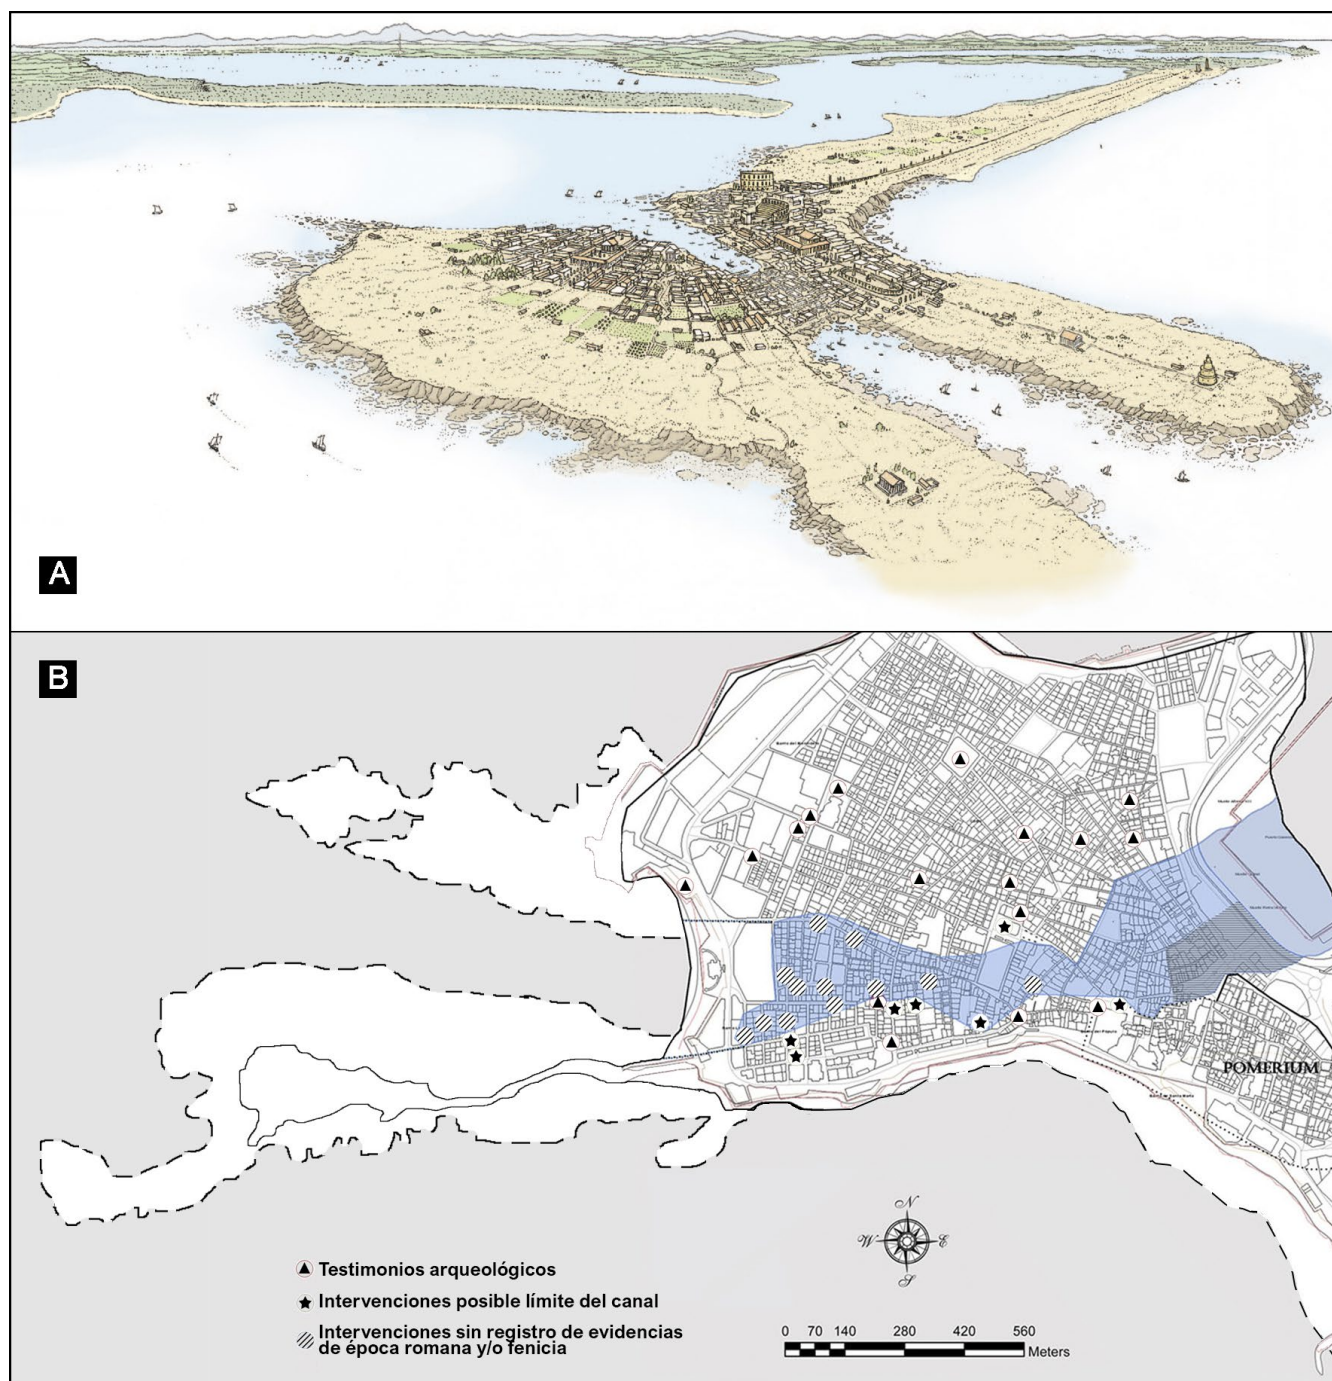 A
B
POMERIUM
N
W
E
S
Testimonios arqueológicos
Intervenciones posible límite del canal
Intervenciones sin registro de evidencias
de época romana y/o fenicia
0 70 140 280 420 560
Meters